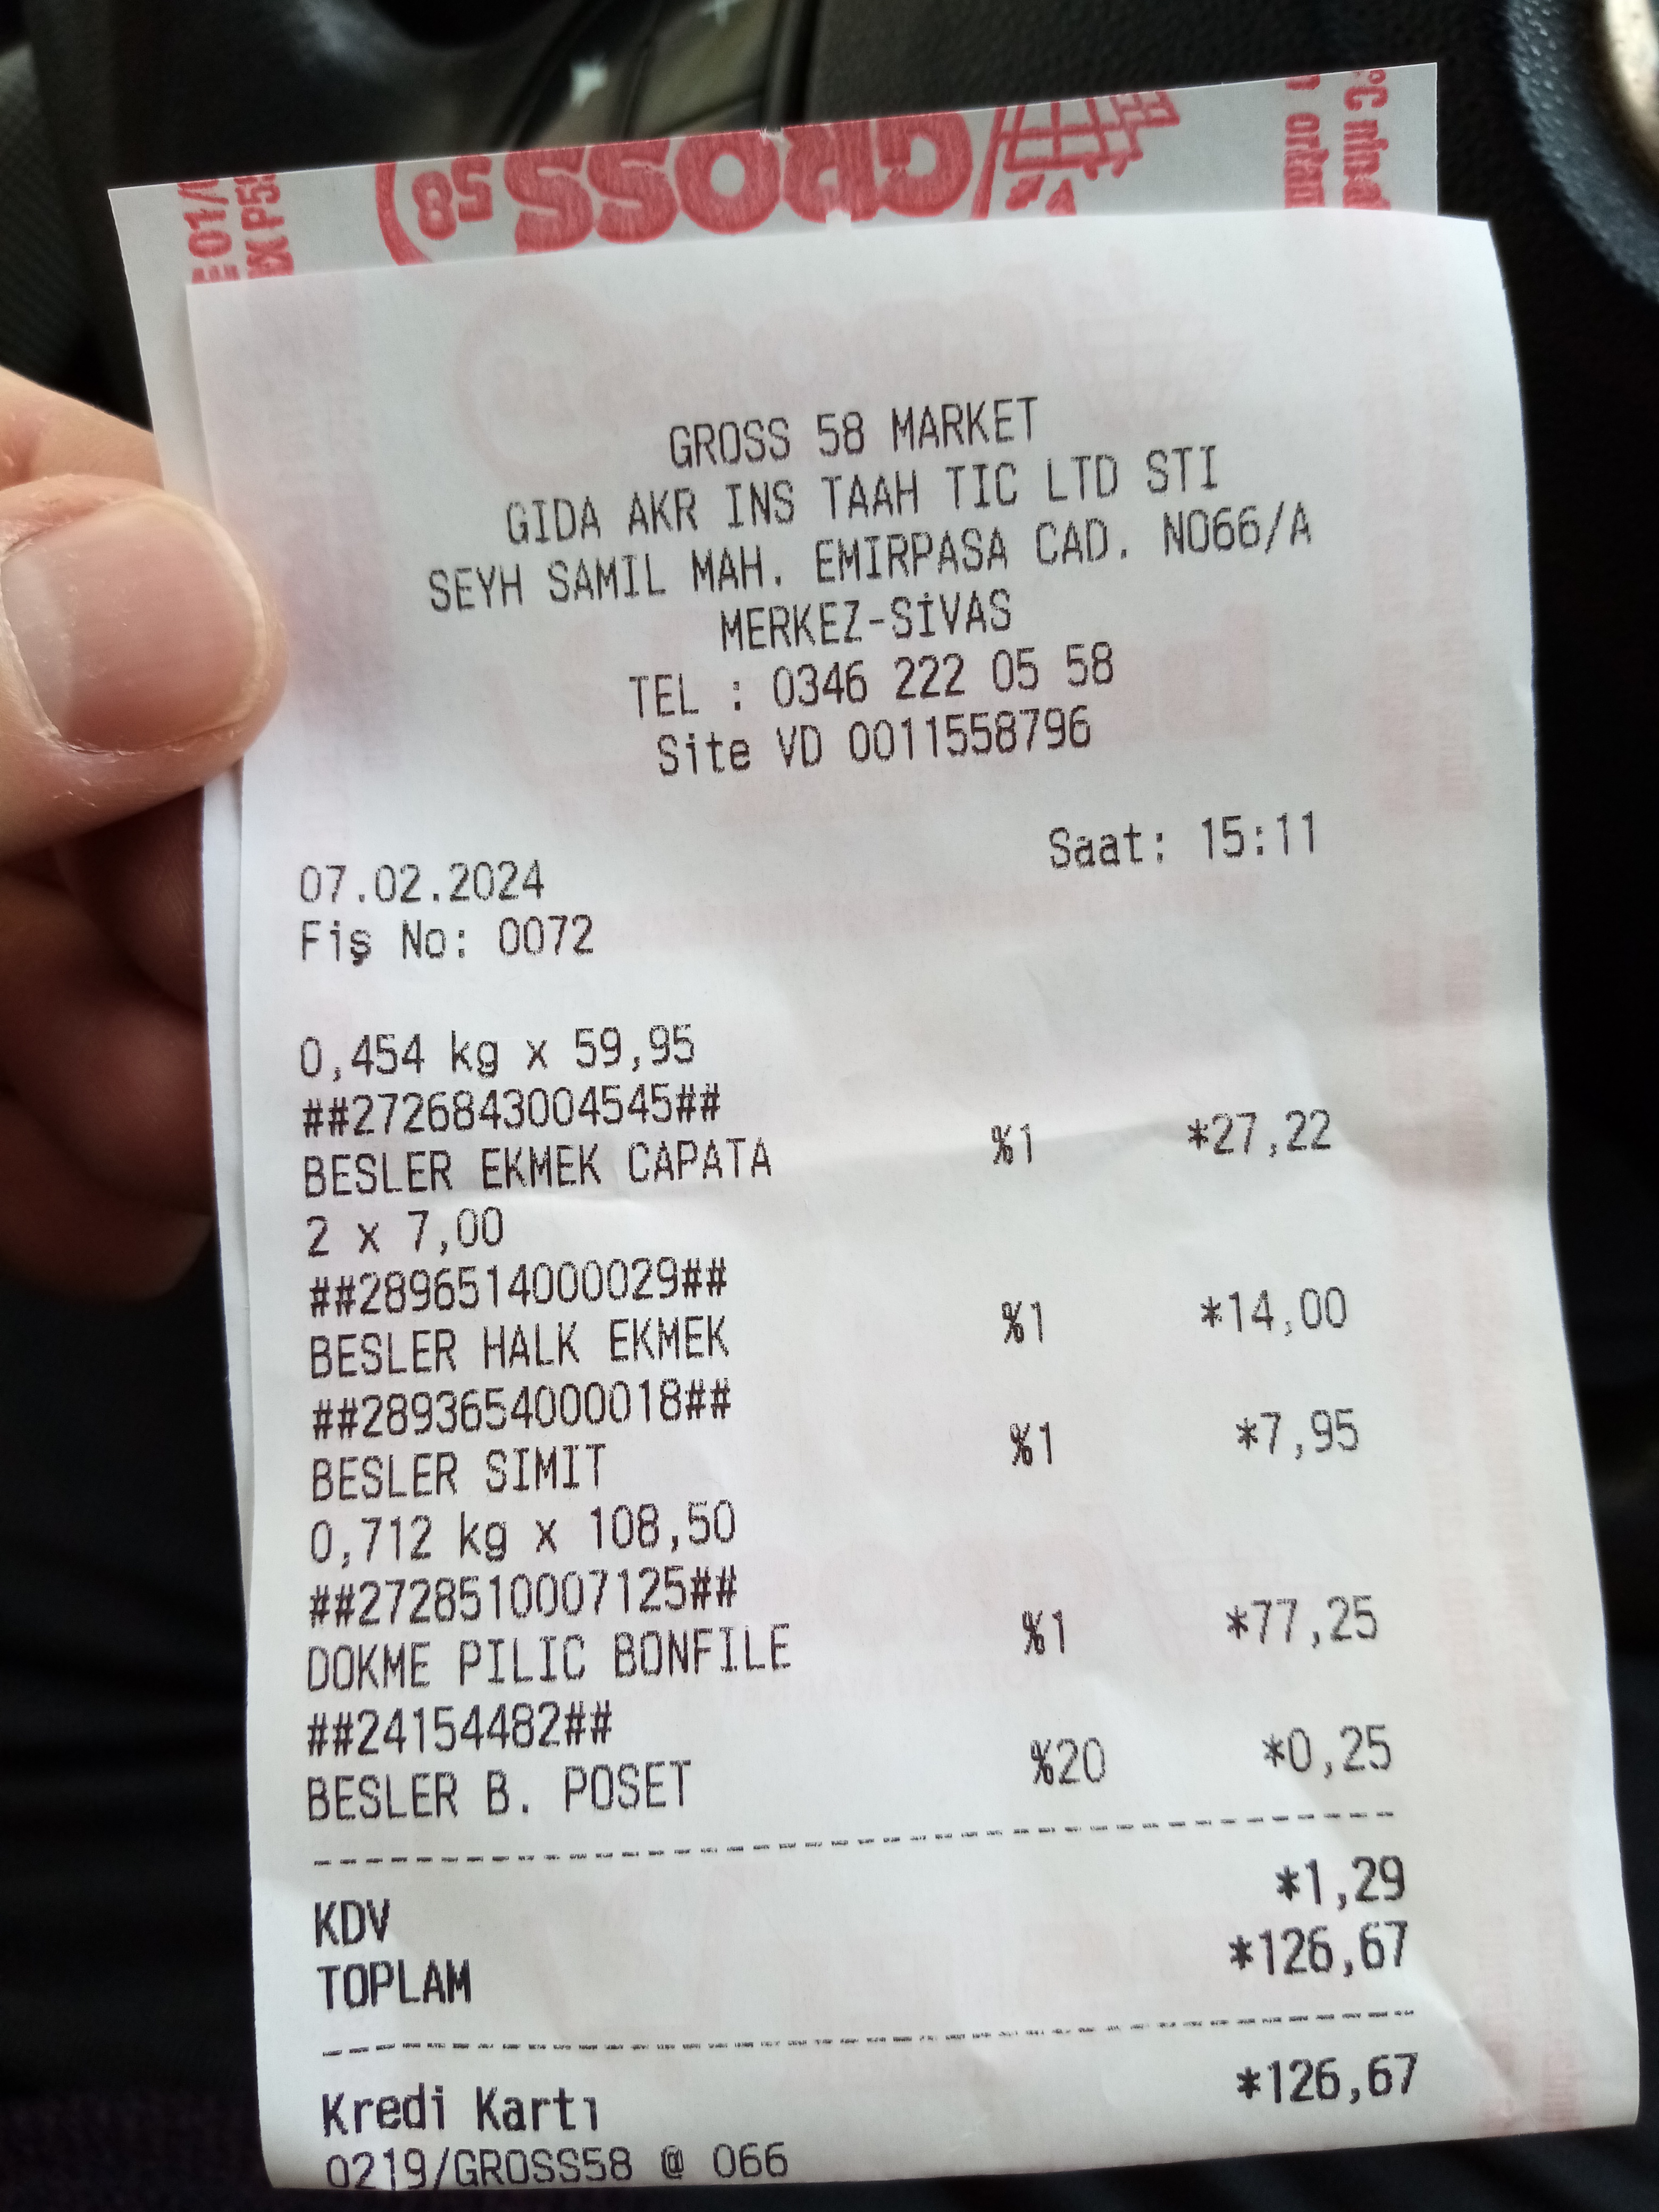 GROSS 58
GROSS 58 MARKET
GIDA AKR INS TAAH TIC LTD STI
SEYH SAMIL MAH. EMIRPASA CAD. NO66/A
MERKEZ-SİVAS
TEL : 0346 222 05 58
Site VD 0011558796
07.02.2024 Saat: 15:11
Fiş No: 0072
0,454 kg x 59,95
##2726843004545##
BESLER EKMEK CAPATA %1 *27,22
2 x 7,00
##2896514000029##
BESLER HALK EKMEK %1 *14,00
##2893654000018##
BESLER SIMIT %1 *7,95
0,712 kg x 108,50
##2728510007125##
DOKME PILIC BONFILE %1 *77,25
##24154482##
BESLER B. POSET %20 *0,25
KDV *1,29
TOPLAM *126,67
Kredi Kartı *126,67
0219/GROSS58 @ 066